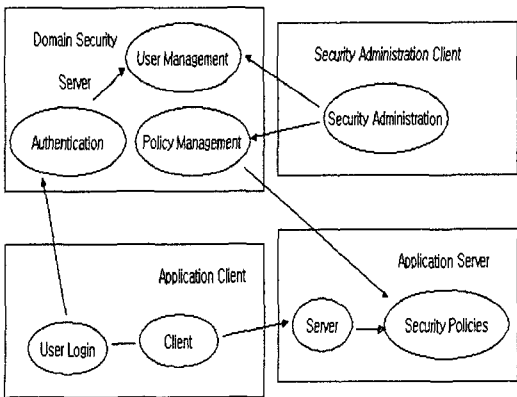 Domain Security
Server
User Management
Authentication
Policy Management
Security Administration Client
Security Administration
Application Client
User Login
Client
Application Server
Server
Security Policies